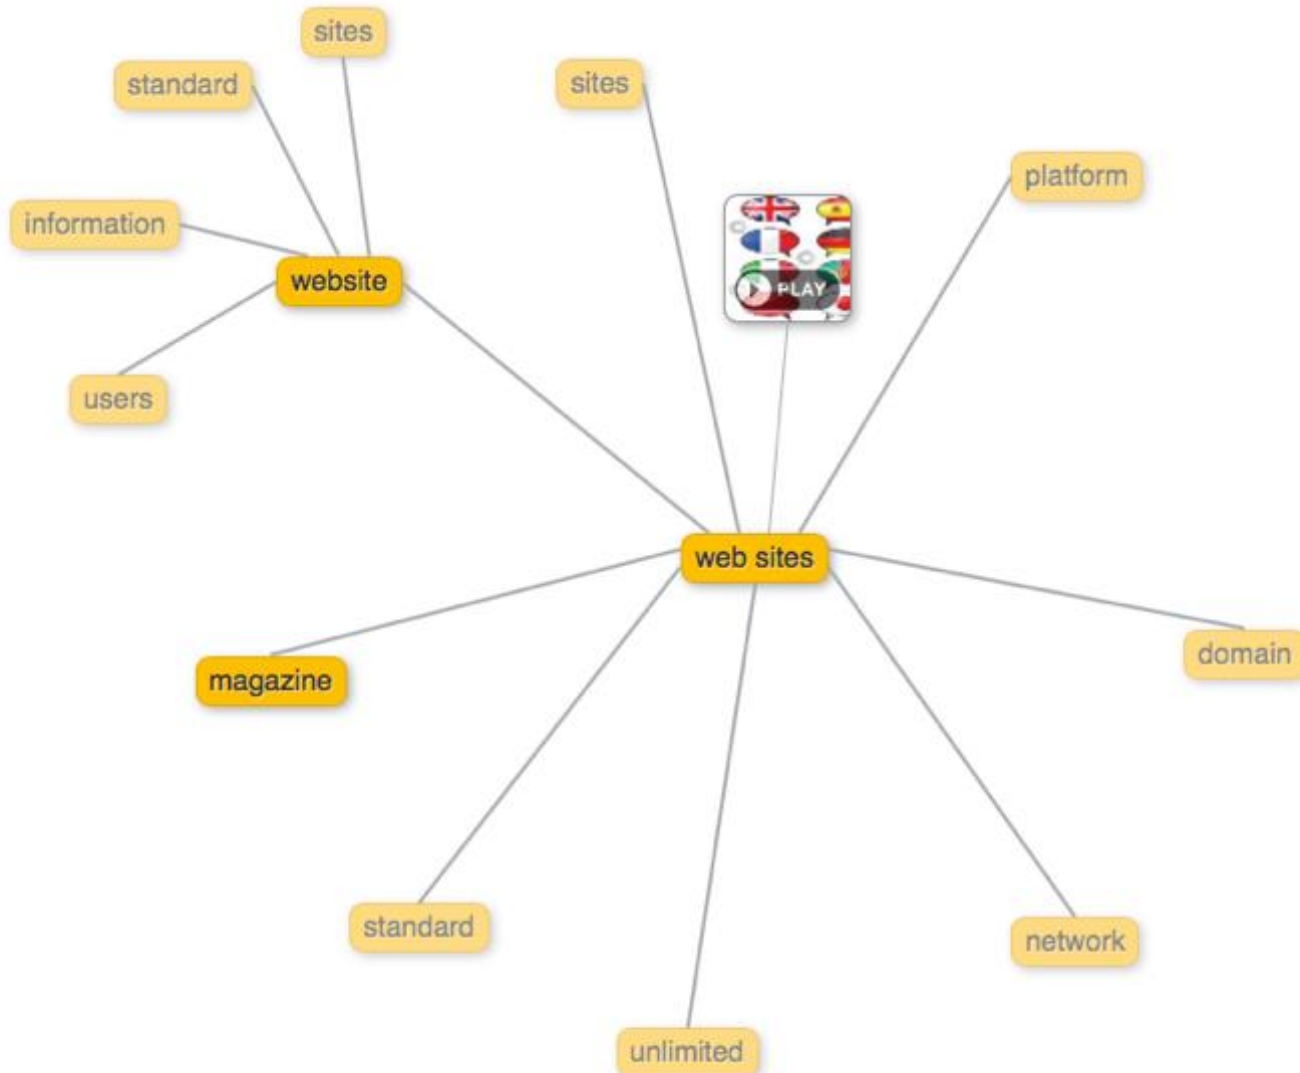 sites
standard
sites
platform
information
website
PLAY
users
web sites
domain
magazine
standard
network
unlimited